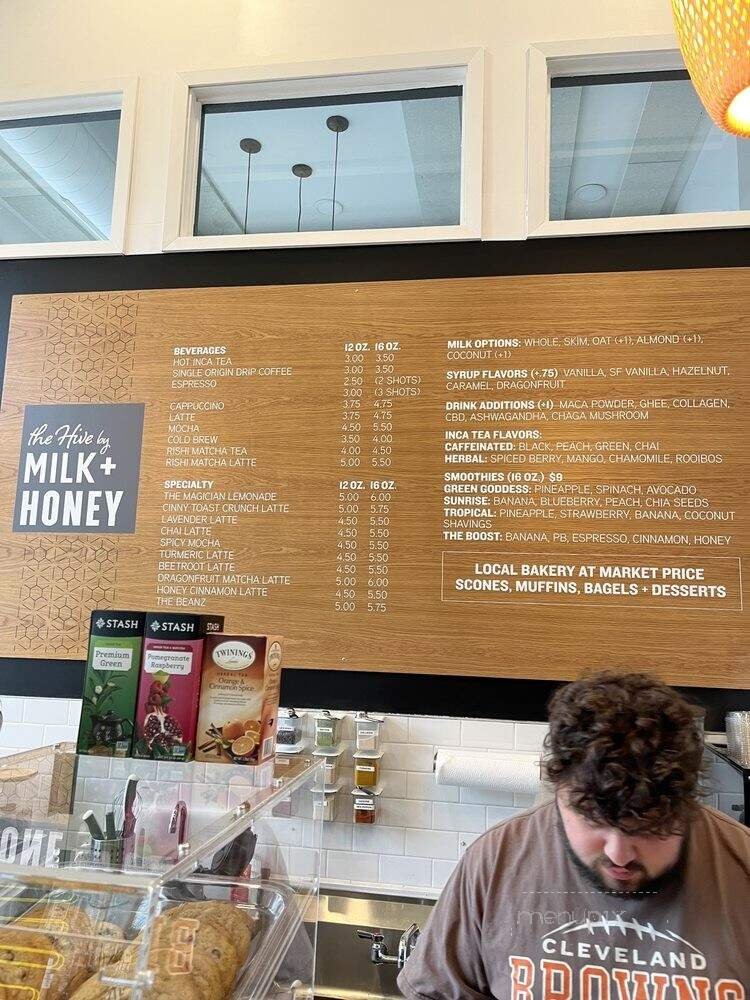 the Hive by
MILK+
HONEY
BEVERAGES 12 OZ. 16 OZ.
HOT INCA TEA 3.00 3.50
SINGLE ORIGIN DRIP COFFEE 3.00 3.50
ESPRESSO 2.50 (2 SHOTS)
3.00 (3 SHOTS)
CAPPUCCINO 3.75 4.75
LATTE 3.75 4.75
MOCHA 4.50 5.50
COLD BREW 3.50 4.00
RISHI MATCHA TEA 4.00 4.50
RISHI MATCHA LATTE 5.00 5.50
SPECIALTY 12 OZ. 16 OZ.
THE MAGICIAN LEMONADE 5.00 6.00
CINNY TOAST CRUNCH LATTE 5.00 5.75
LAVENDER LATTE 4.50 5.50
CHAI LATTE 4.50 5.50
SPICY MOCHA 4.50 5.50
TURMERIC LATTE 4.50 5.50
BEETROOT LATTE 4.50 5.50
DRAGONFRUIT MATCHA LATTE 5.00 6.00
HONEY CINNAMON LATTE 4.50 5.50
THE BEANZ 5.00 5.75
MILK OPTIONS: WHOLE, SKIM, OAT (+1), ALMOND (+1),
COCONUT (+1)
SYRUP FLAVORS (+.75) VANILLA, SF VANILLA, HAZELNUT,
CARAMEL, DRAGONFRUIT
DRINK ADDITIONS (+1) MACA POWDER, GHEE, COLLAGEN,
CBD, ASHWAGANDHA, CHAGA MUSHROOM
INCA TEA FLAVORS:
CAFFEINATED: BLACK, PEACH, GREEN, CHAI
HERBAL: SPICED BERRY, MANGO, CHAMOMILE, ROOIBOS
SMOOTHIES (16 OZ.) $9
GREEN GODDESS: PINEAPPLE, SPINACH, AVOCADO
SUNRISE: BANANA, BLUEBERRY, PEACH, CHIA SEEDS
TROPICAL: PINEAPPLE, STRAWBERRY, BANANA, COCONUT
SHAVINGS
THE BOOST: BANANA, PB, ESPRESSO, CINNAMON, HONEY
LOCAL BAKERY AT MARKET PRICE
SCONES, MUFFINS, BAGELS + DESSERTS
STASH
Premium
Green
STASH
Pomegranate
Raspberry
STASH
TWININGS
HERBAL TEA
Orange &
Cinnamon Spice
menupix
CLEVELAND
BROWNS